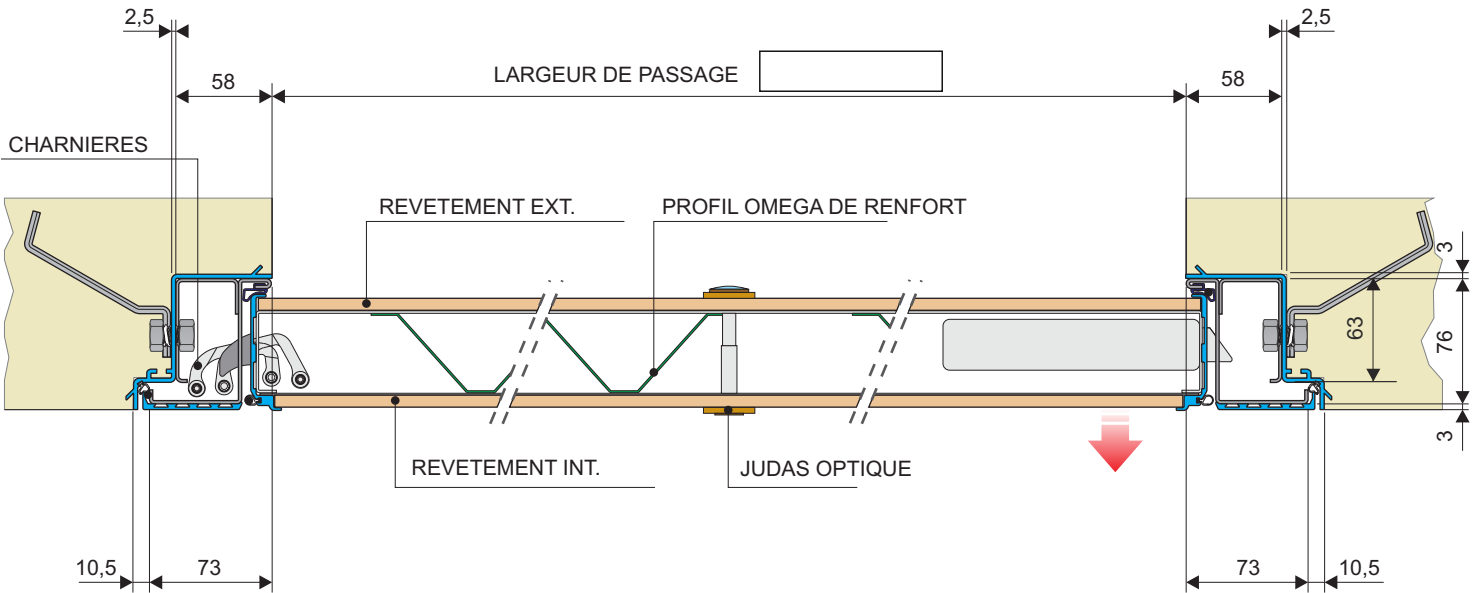 2,5
2,5
LARGEUR DE PASSAGE
58
58
CHARNIERES
REVETEMENT EXT.
PROFIL OMEGA DE RENFORT
3
63
76
3
REVETEMENT INT.
JUDAS OPTIQUE
10,5
73
73
10,5